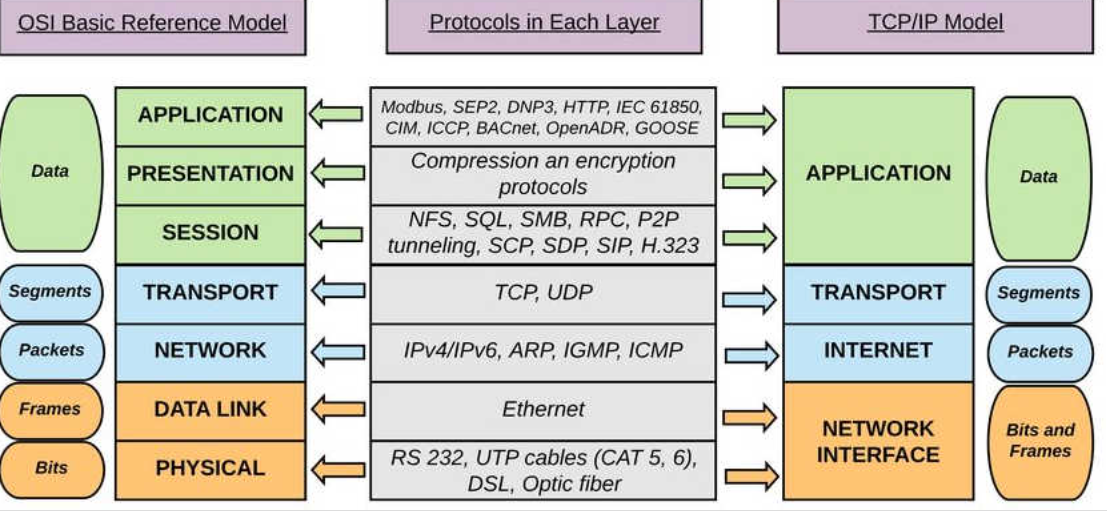 OSI Basic Reference Model
Protocols in Each Layer
TCP/IP Model
Data
APPLICATION
Modbus, SEP2, DNP3, HTTP, IEC 61850,
CIM, ICCP, BACnet, OpenADR, GOOSE
APPLICATION
Data
PRESENTATION
Compression an encryption
protocols
SESSION
NFS, SQL, SMB, RPC, P2P
tunneling, SCP, SDP, SIP, H.323
Segments
TRANSPORT
TCP, UDP
TRANSPORT
Segments
Packets
NETWORK
IPv4/IPv6, ARP, IGMP, ICMP
INTERNET
Packets
Frames
DATA LINK
Ethernet
NETWORK
INTERFACE
Bits and
Frames
Bits
PHYSICAL
RS 232, UTP cables (CAT 5, 6),
DSL, Optic fiber